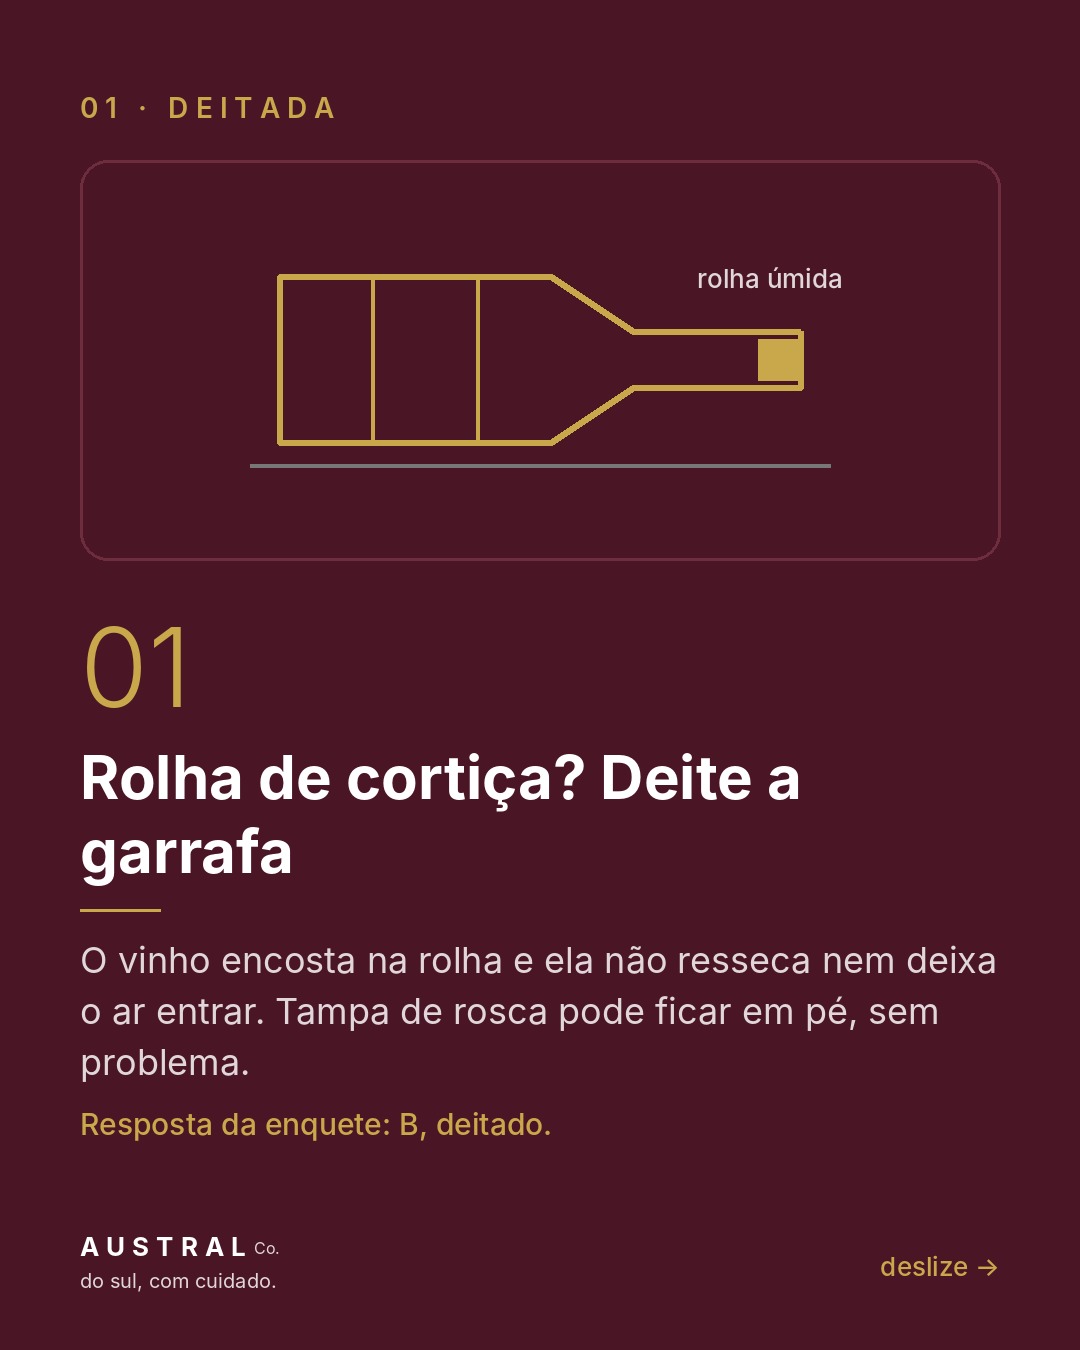 01 · DEITADA
rolha úmida
01
Rolha de cortiça? Deite a
garrafa
O vinho encosta na rolha e ela não resseca nem deixa
o ar entrar. Tampa de rosca pode ficar em pé, sem
problema.
Resposta da enquete: B, deitado.
AUSTRAL Co.
do sul, com cuidado.
deslize →